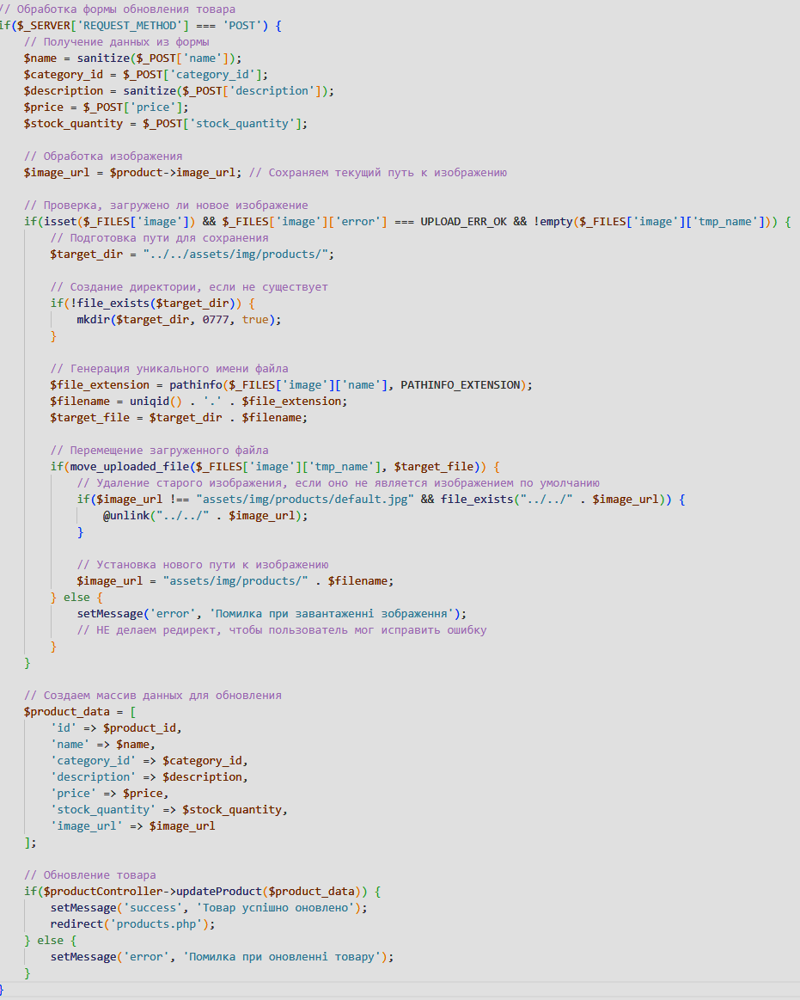 // Обработка формы обновления товара
if($_SERVER['REQUEST_METHOD'] === 'POST') {
// Получение данных из формы
$name = sanitize($_POST['name']);
$category_id = $_POST['category_id'];
$description = sanitize($_POST['description']);
$price = $_POST['price'];
$stock_quantity = $_POST['stock_quantity'];
// Обработка изображения
$image_url = $product->image_url; // Сохраняем текущий путь к изображению
// Проверка, загружено ли новое изображение
if(isset($_FILES['image']) && $_FILES['image']['error'] === UPLOAD_ERR_OK && !empty($_FILES['image']['tmp_name'])) {
// Подготовка пути для сохранения
$target_dir = "../../assets/img/products/";
// Создание директории, если не существует
if(!file_exists($target_dir)) {
mkdir($target_dir, 0777, true);
}
// Генерация уникального имени файла
$file_extension = pathinfo($_FILES['image']['name'], PATHINFO_EXTENSION);
$filename = uniqid() . '.' . $file_extension;
$target_file = $target_dir . $filename;
// Перемещение загруженного файла
if(move_uploaded_file($_FILES['image']['tmp_name'], $target_file)) {
// Удаление старого изображения, если оно не является изображением по умолчанию
if($image_url !== "assets/img/products/default.jpg" && file_exists("../../" . $image_url)) {
@unlink("../../" . $image_url);
}
// Установка нового пути к изображению
$image_url = "assets/img/products/" . $filename;
} else {
setMessage('error', 'Помилка при завантаженні зображення');
// НЕ делаем редирект, чтобы пользователь мог исправить ошибку
}
}
// Создаем массив данных для обновления
$product_data = [
'id' => $product_id,
'name' => $name,
'category_id' => $category_id,
'description' => $description,
'price' => $price,
'stock_quantity' => $stock_quantity,
'image_url' => $image_url
];
// Обновление товара
if($productController->updateProduct($product_data)) {
setMessage('success', 'Товар успішно оновлено');
redirect('products.php');
} else {
setMessage('error', 'Помилка при оновленні товару');
}
}